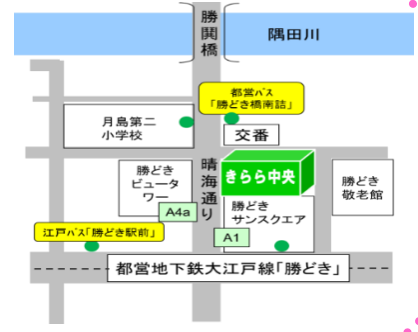 勝関橋
隅田川
都営バス
「勝どき橋南詰」
月島第二
小学校
交番
晴海通り
きらら中央
勝どき
ビュータ
ワー
勝どき
敬老館
勝どき
サンスクエア
A4a
A1
江戸バス「勝どき駅前」
都営地下鉄大江戸線「勝どき」